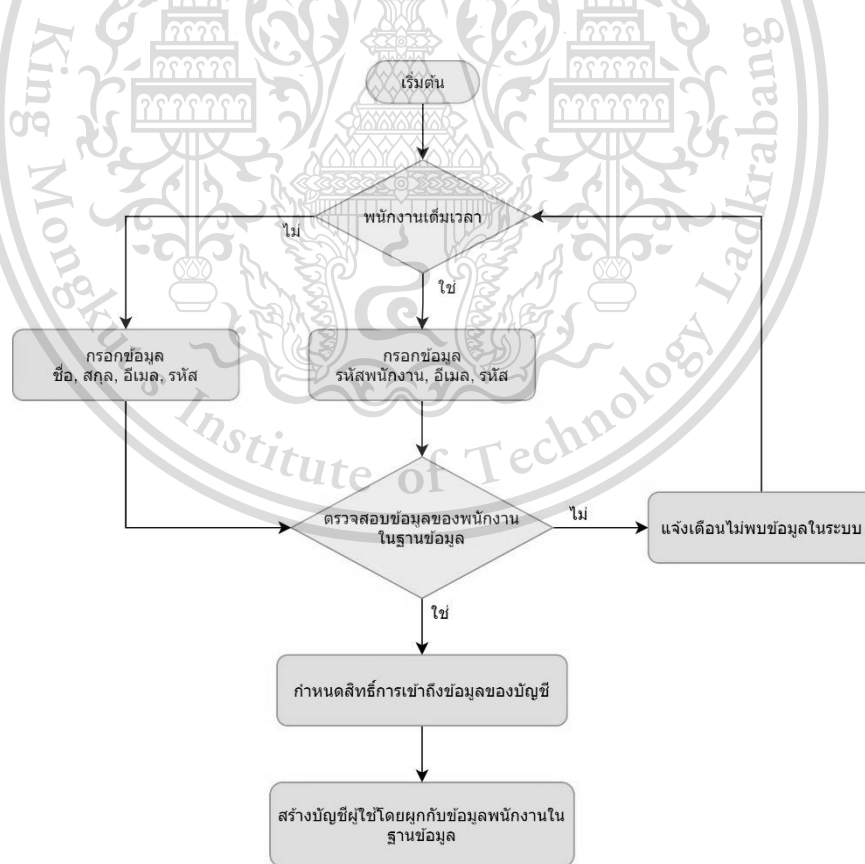 King Mongkut's Institute of Technology Ladkrabang
เริ่มต้น
พนักงานเต็มเวลา
ไม่
ใช่
กรอกข้อมูล
ชื่อ, สกุล, อีเมล, รหัส
กรอกข้อมูล
รหัสพนักงาน, อีเมล, รหัส
ตรวจสอบข้อมูลของพนักงาน
ในฐานข้อมูล
ไม่
แจ้งเตือนไม่พบข้อมูลในระบบ
ใช่
กำหนดสิทธิ์การเข้าถึงข้อมูลของบัญชี
สร้างบัญชีผู้ใช้โดยผูกกับข้อมูลพนักงานใน
ฐานข้อมูล